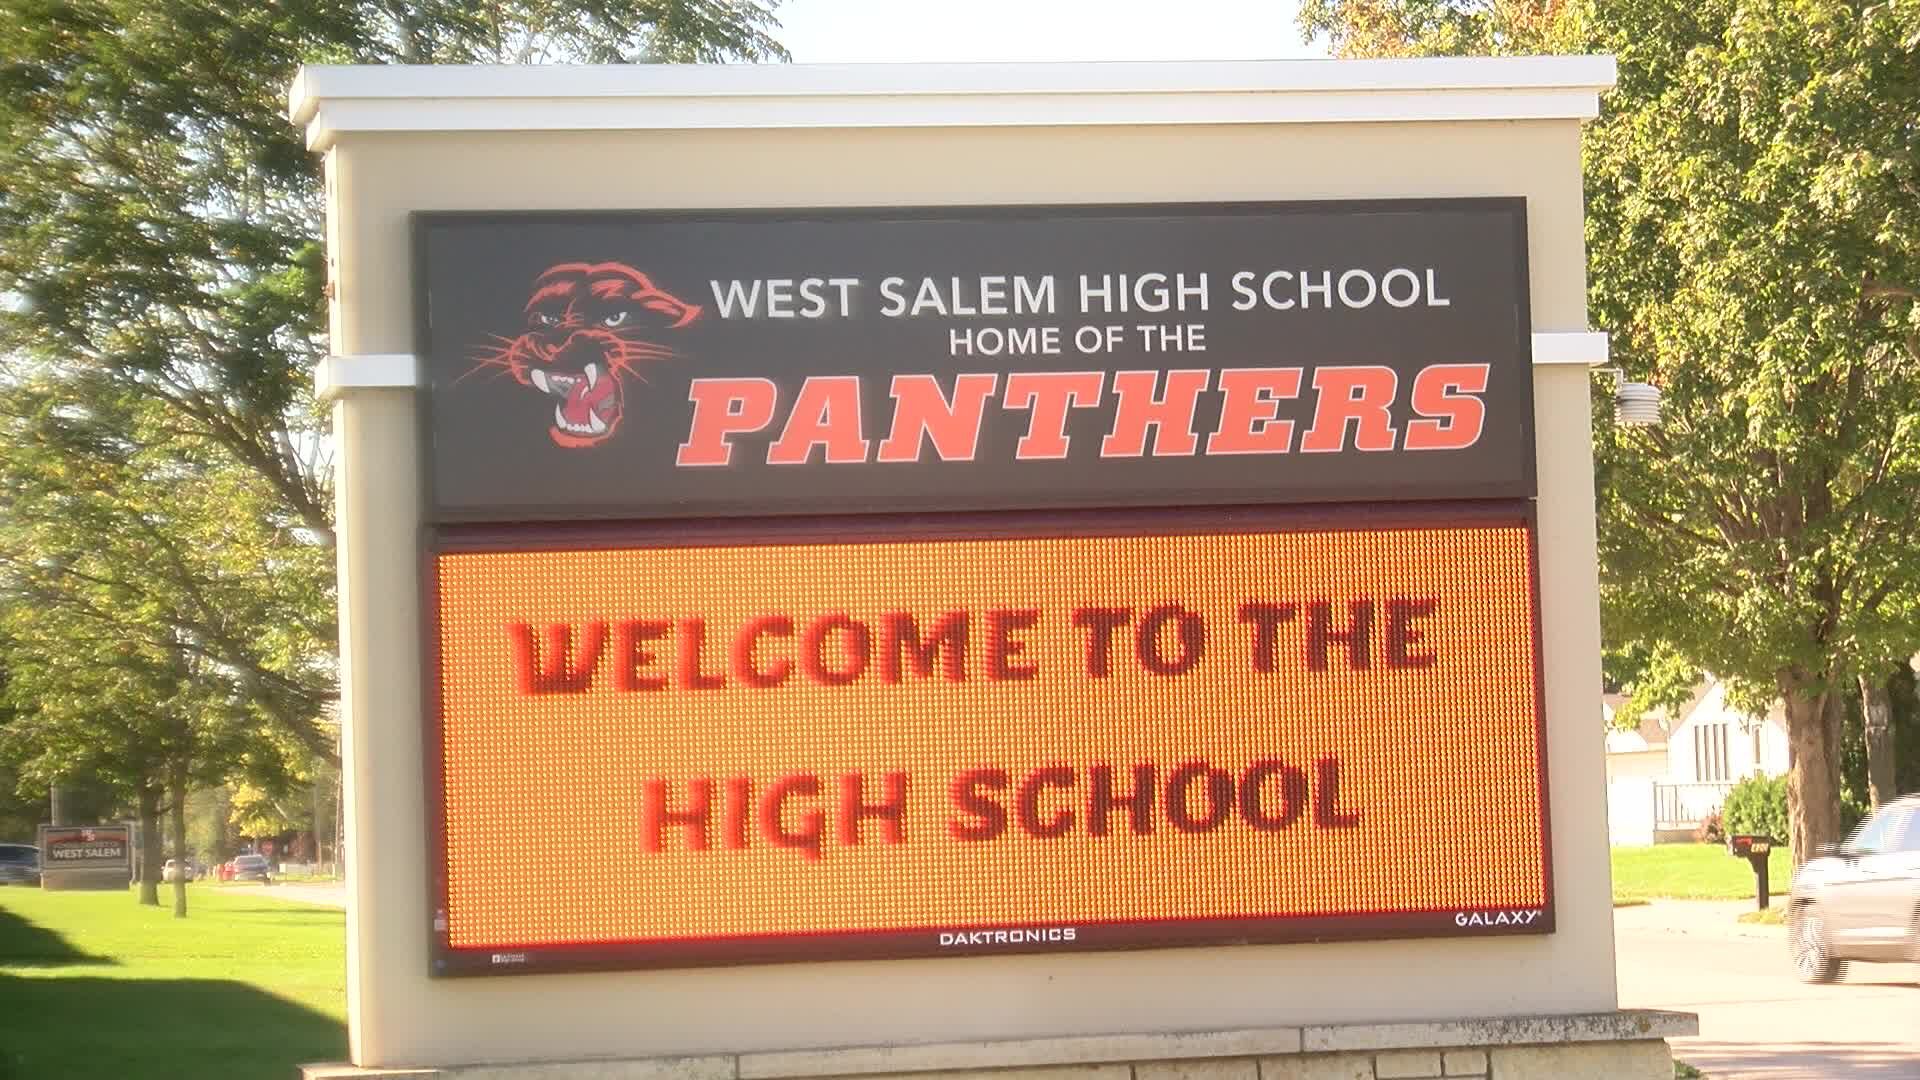 WEST SALEM HIGH SCHOOL
HOME OF THE
PANTHERS
WELCOME TO THE
HIGH SCHOOL
DAKTRONICS
GALAXY®
WEST SALEM